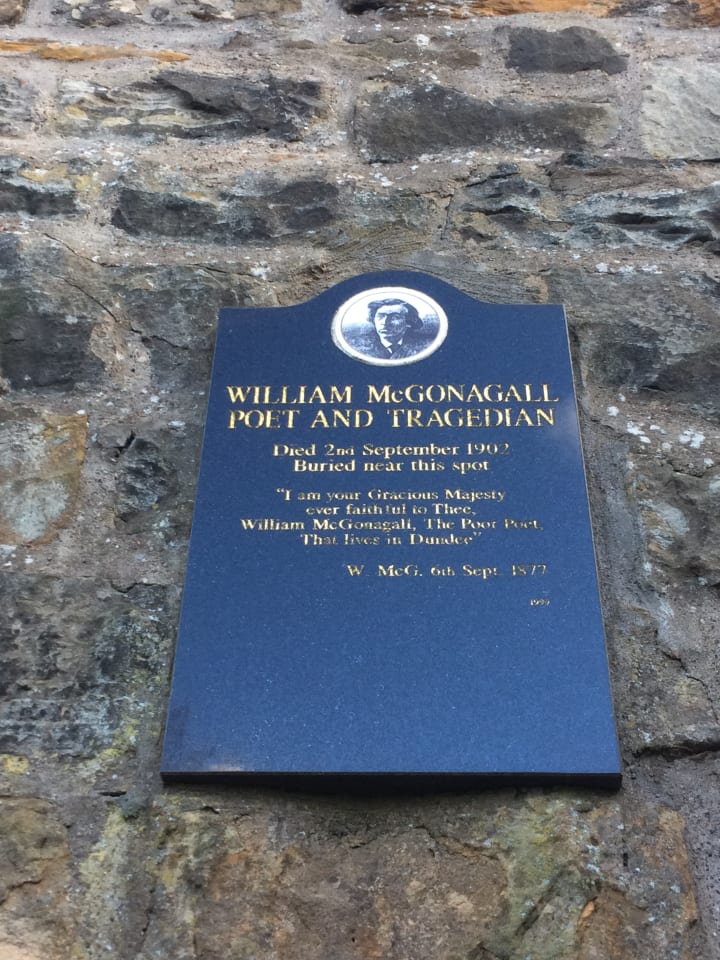 WILLIAM McGONAGALL
POET AND TRAGEDIAN
Died 2nd September 1902
Buried near this spot
"I am your Gracious Majesty
ever faithful to Thee,
William McGonagall, The Poor Poet,
That lives in Dundee"
W. McG. 6th Sept. 1877
1999